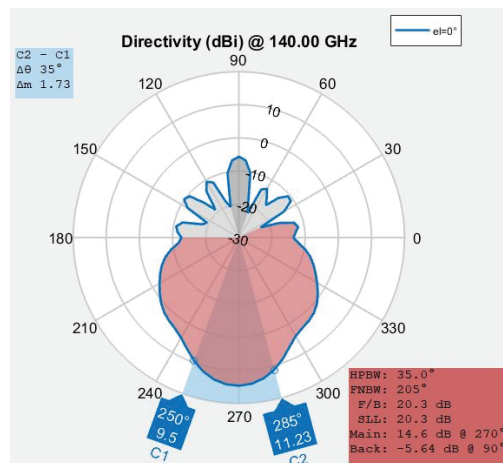 el=0°
Directivity (dBi) @ 140.00 GHz
C2 - C1
Δθ 35°
Δm 1.73
90
120
60
150
30
180
0
210
330
240
300
270
10
0
-10
-20
-30
250°
9.5
C1
285°
11.23
C2
HPBW: 35.0°
FNBW: 205°
F/B: 20.3 dB
SLL: 20.3 dB
Main: 14.6 dB @ 270°
Back: -5.64 dB @ 90°